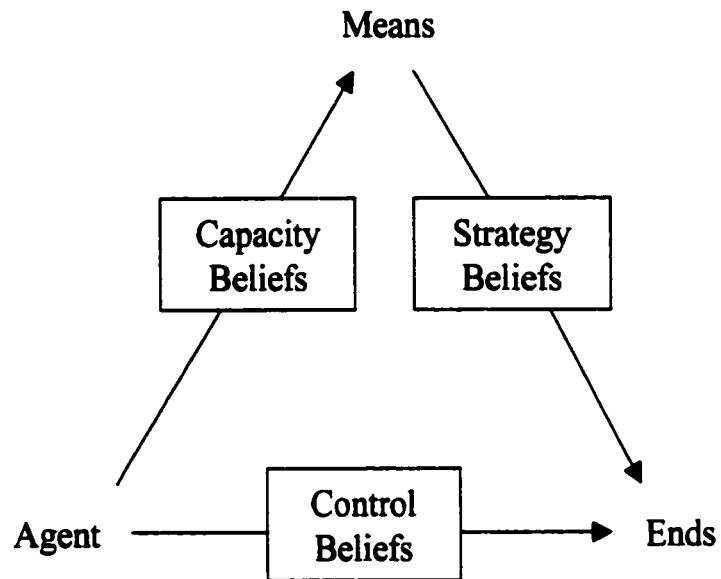 Means
Capacity
Beliefs
Strategy
Beliefs
Agent
Control
Beliefs
Ends